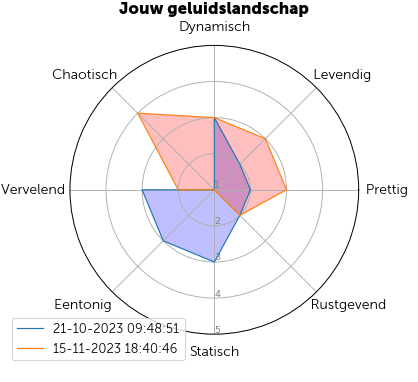 Jouw geluidslandschap
Dynamisch
Chaotisch
Levendig
Vervelend
1
Prettig
2
3
Eentonig
4
Rustgevend
5
21-10-2023 09:48:51
15-11-2023 18:40:46
Statisch